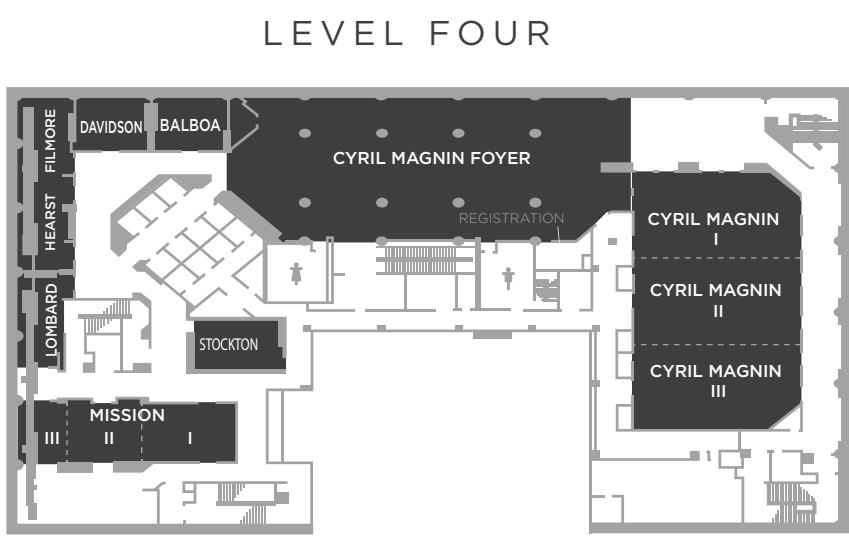 LEVEL FOUR
FILMORE
DAVIDSON
BALBOA
CYRIL MAGNIN FOYER
REGISTRATION
HEARST
LOMBARD
STOCKTON
CYRIL MAGNIN
I
CYRIL MAGNIN
II
CYRIL MAGNIN
III
MISSION
III
II
I